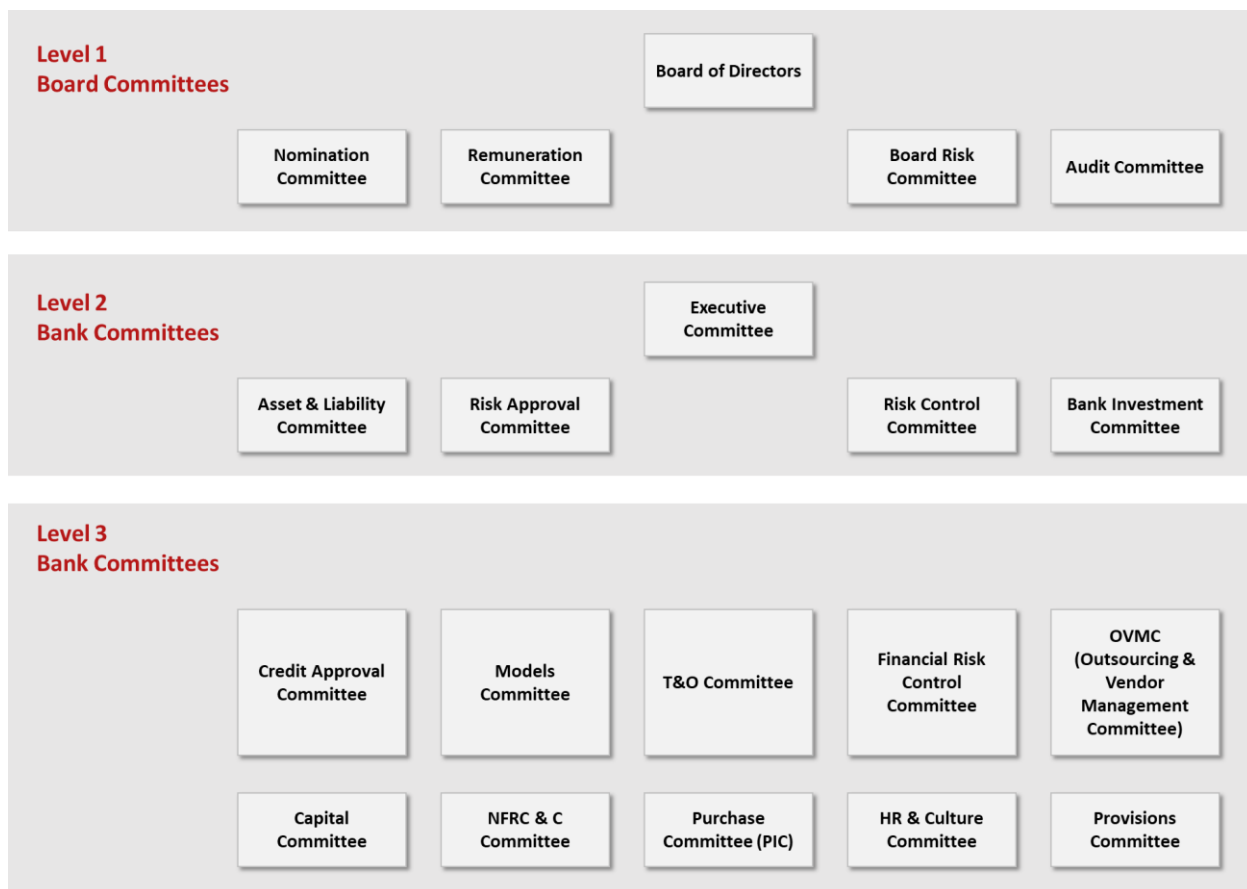 Level 1
Board Committees
Board of Directors
Nomination
Committee
Remuneration
Committee
Board Risk
Committee
Audit Committee
Level 2
Bank Committees
Executive
Committee
Asset & Liability
Committee
Risk Approval
Committee
Risk Control
Committee
Bank Investment
Committee
Level 3
Bank Committees
Credit Approval
Committee
Models
Committee
T&O Committee
Financial Risk
Control
Committee
OVMC
(Outsourcing &
Vendor
Management
Committee)
Capital
Committee
NFRC & C
Committee
Purchase
Committee (PIC)
HR & Culture
Committee
Provisions
Committee